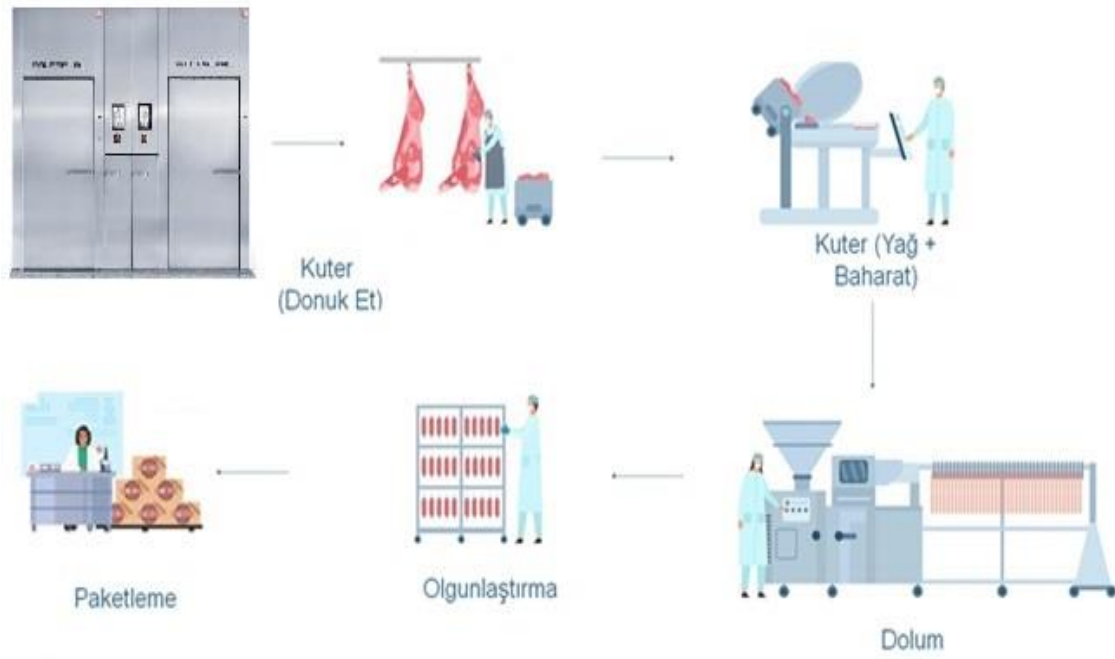 Kuter
(Donuk Et)
Kuter (Yağ +
Baharat)
Paketleme
Olgunlaştırma
Dolum